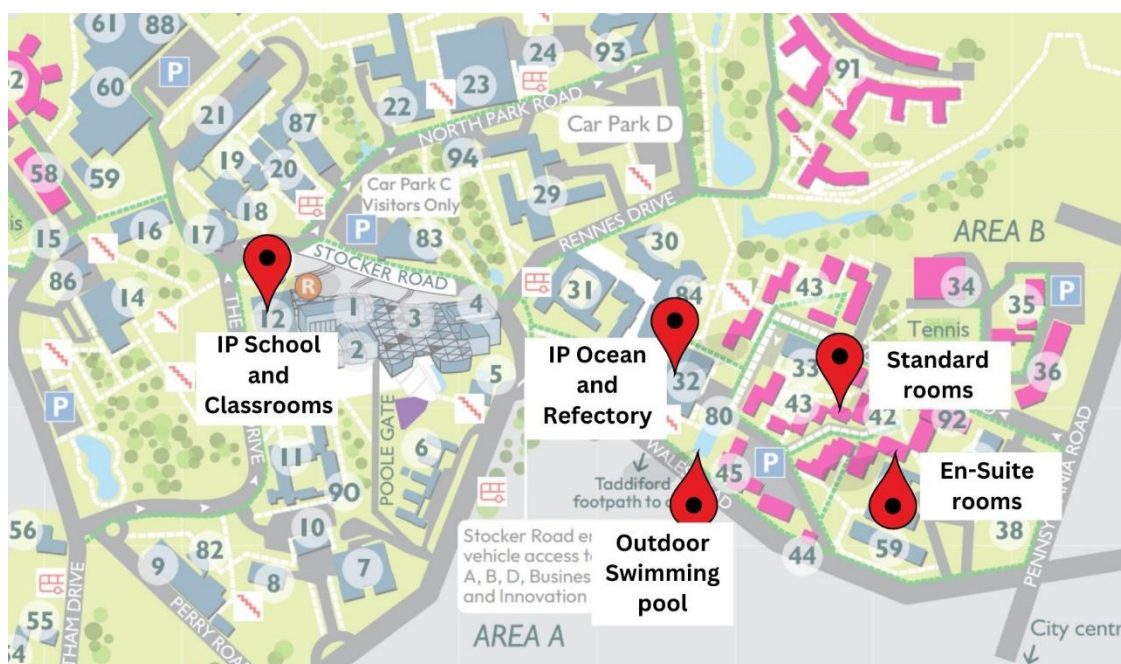 61
88
P
60
21
22
23
24
93
91
87
NORTH PARK ROAD
Car Park D
58
59
19
20
94
29
Car Park C
Visitors Only
18
P
15
16
17
83
RENNES DRIVE
30
AREA B
86
14
STOCKER ROAD
R
12
1
3
4
2
31
84
43
34
35
P
Tennis
IP School
and
Classrooms
IP Ocean
and
Refectory
32
33
43
42
92
36
Standard
rooms
P
5
POOLE GATE
6
80
45
P
11
90
En-Suite
rooms
PERRY ROAD
Taddiford
footpath to
Stocker Road
vehicle access
A, B, D, Business
and Innovation
Outdoor
Swimming
pool
59
38
44
56
55
82
9
8
10
7
AREA A
City centr